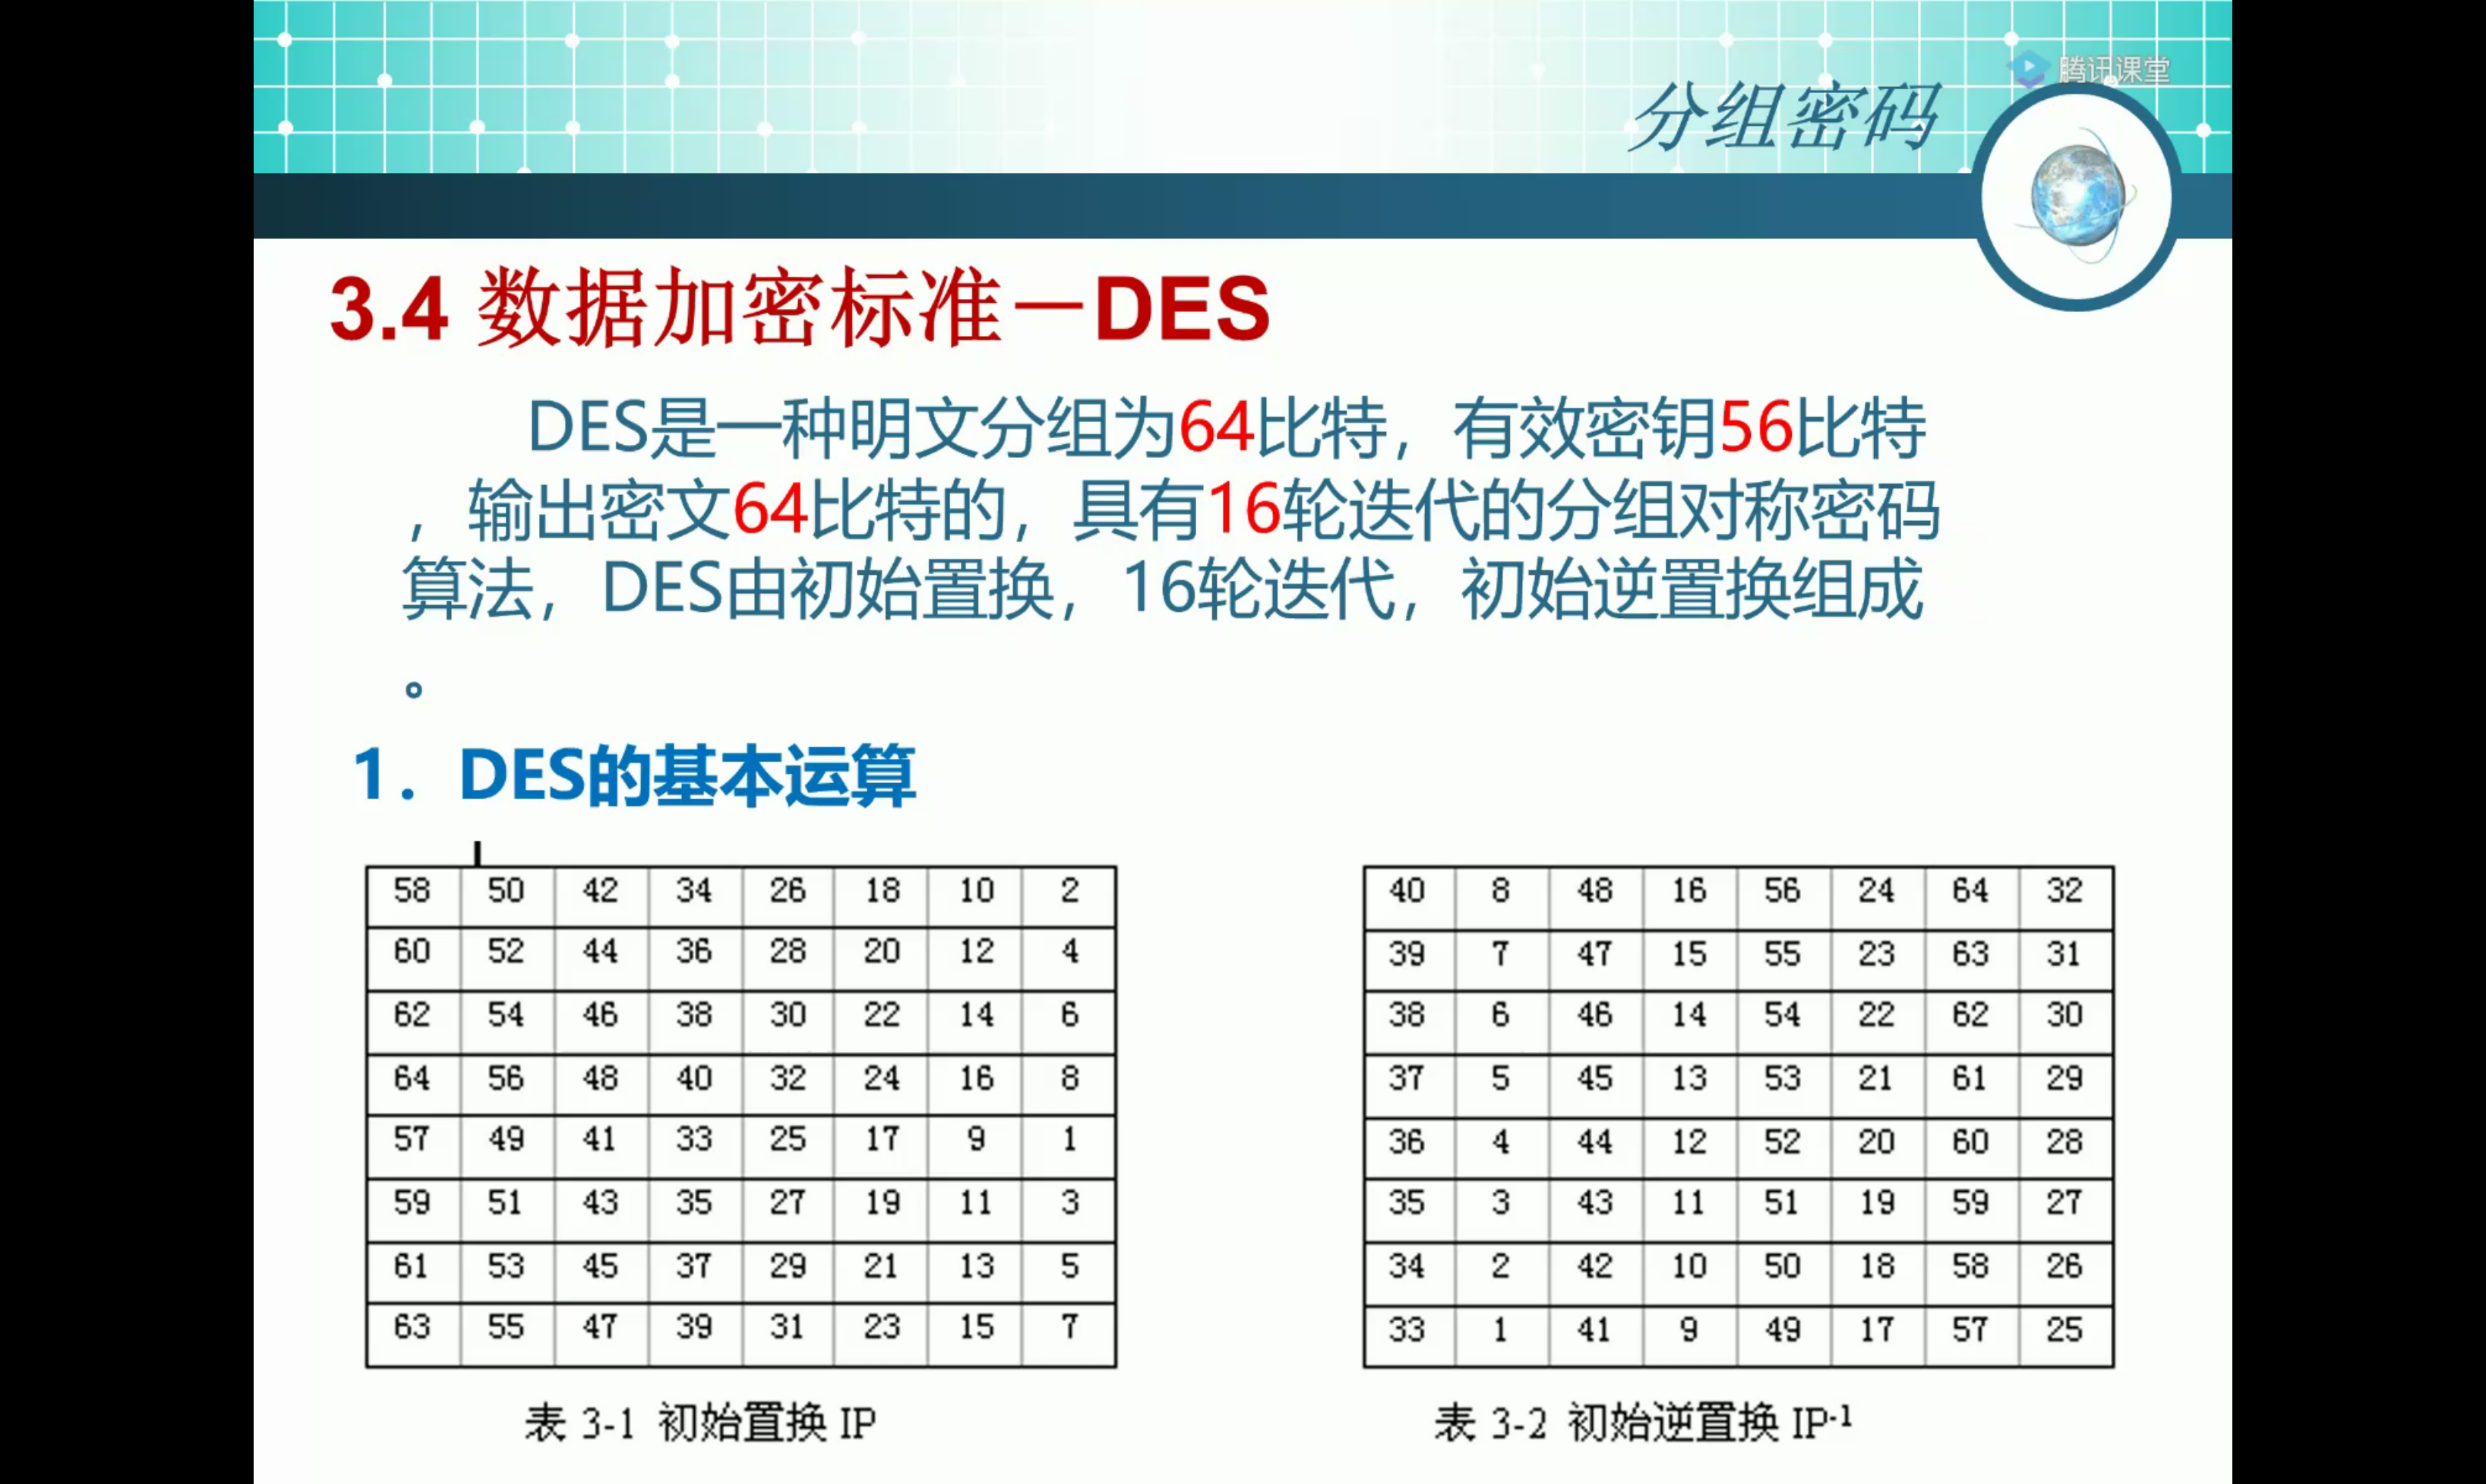 腾讯课堂
分组密码
3.4 数据加密标准－DES
DES是一种明文分组为64比特，有效密钥56比特
，输出密文64比特的，具有16轮迭代的分组对称密码
算法，DES由初始置换，16轮迭代，初始逆置换组成
。
1．DES的基本运算
58 50 42 34 26 18 10 2
60 52 44 36 28 20 12 4
62 54 46 38 30 22 14 6
64 56 48 40 32 24 16 8
57 49 41 33 25 17 9 1
59 51 43 35 27 19 11 3
61 53 45 37 29 21 13 5
63 55 47 39 31 23 15 7
表 3-1 初始置换 IP
40 8 48 16 56 24 64 32
39 7 47 15 55 23 63 31
38 6 46 14 54 22 62 30
37 5 45 13 53 21 61 29
36 4 44 12 52 20 60 28
35 3 43 11 51 19 59 27
34 2 42 10 50 18 58 26
33 1 41 9 49 17 57 25
表 3-2 初始逆置换 IP-1